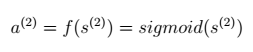 a⁽²⁾ = f(s⁽²⁾) = sigmoid(s⁽²⁾)